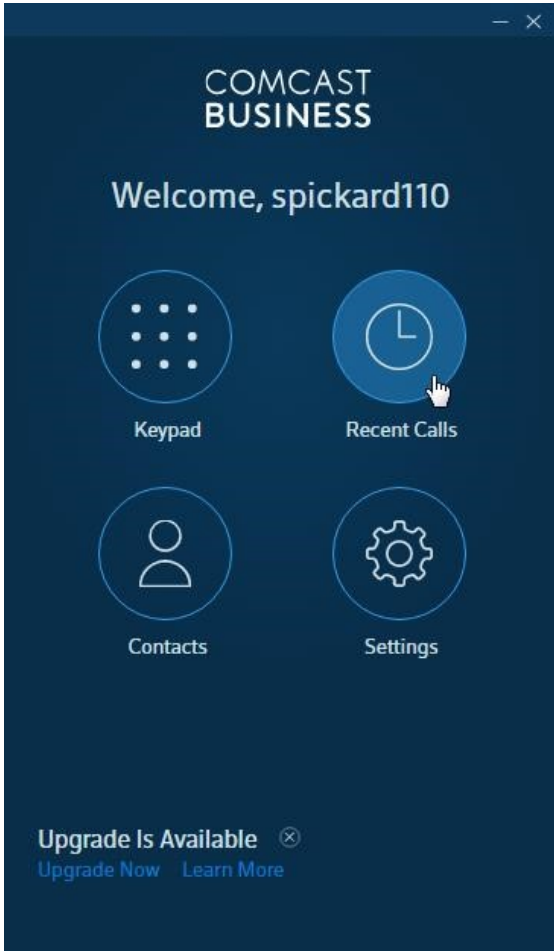 COMCAST
BUSINESS
Welcome, spickard110
Keypad
Recent Calls
Contacts
Settings
Upgrade Is Available
Upgrade Now Learn More